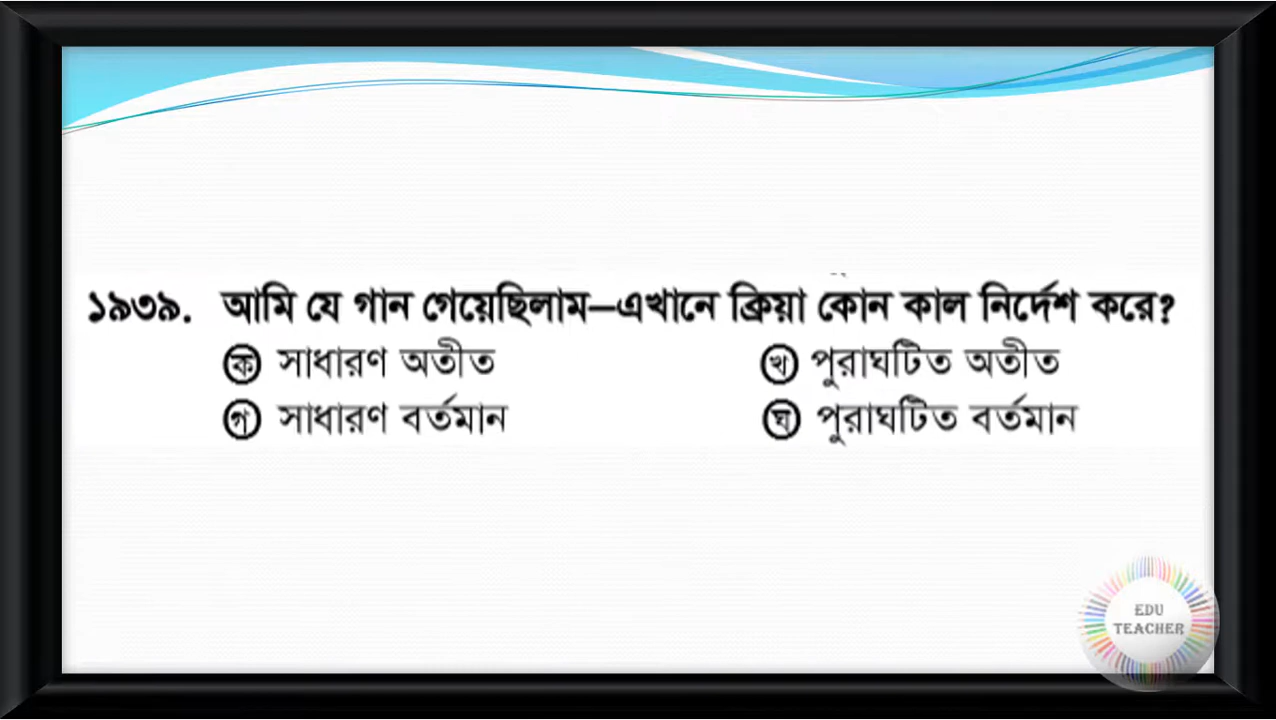 ১৯৩৯. আমি যে গান গেয়েছিলাম–এখানে ক্রিয়া কোন কাল নির্দেশ করে?
ক সাধারণ অতীত খ পুরাঘটিত অতীত
গ সাধারণ বর্তমান ঘ পুরাঘটিত বর্তমান
EDU
TEACHER